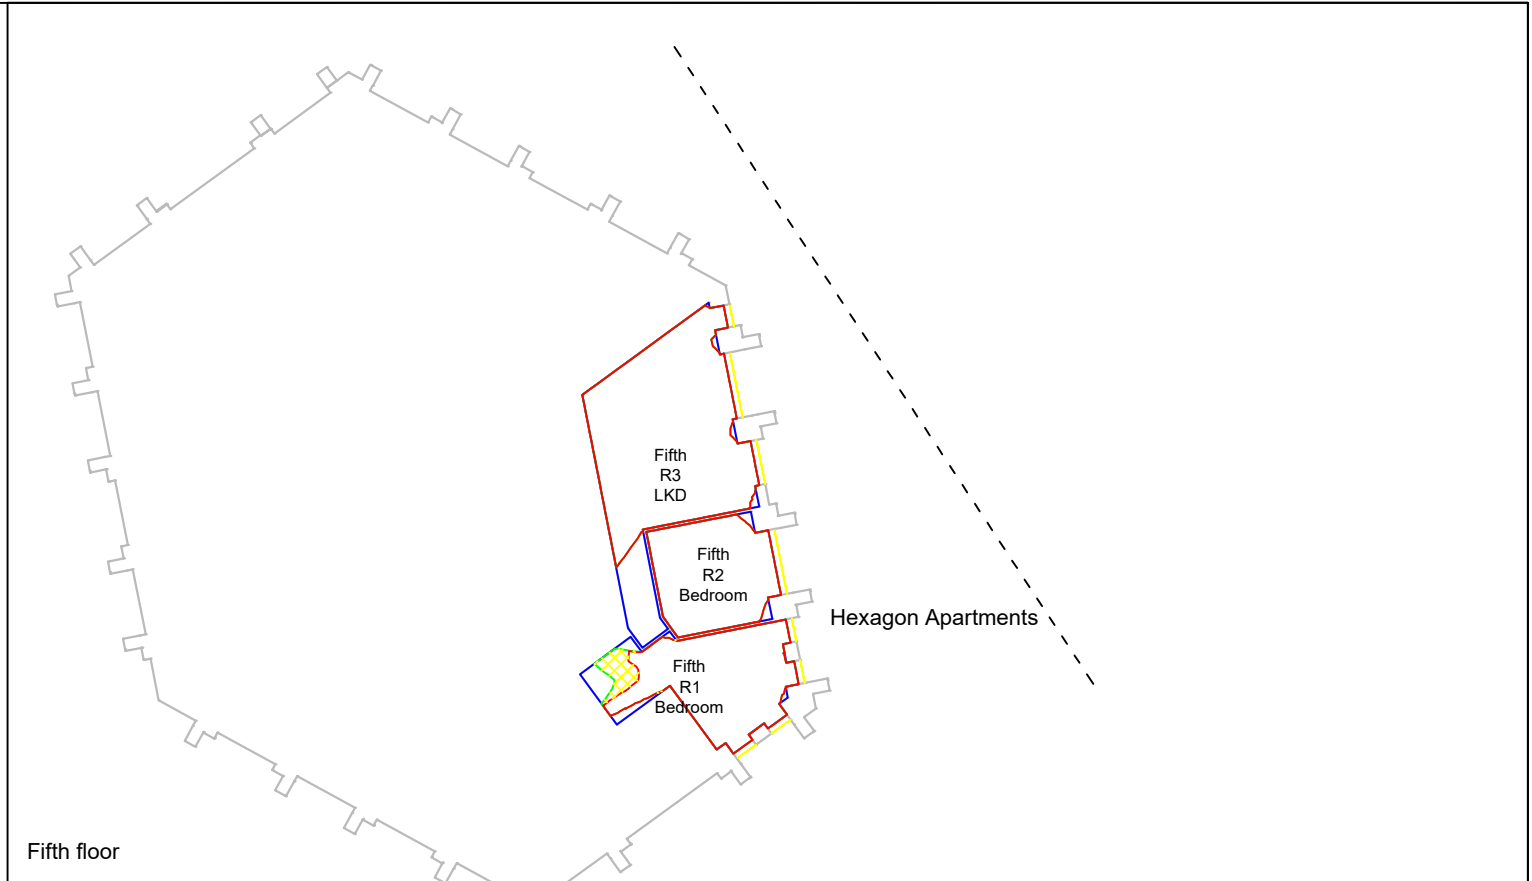 Fifth
R3
LKD
Fifth
R2
Bedroom
Hexagon Apartments
Fifth
R1
Bedroom
Fifth floor